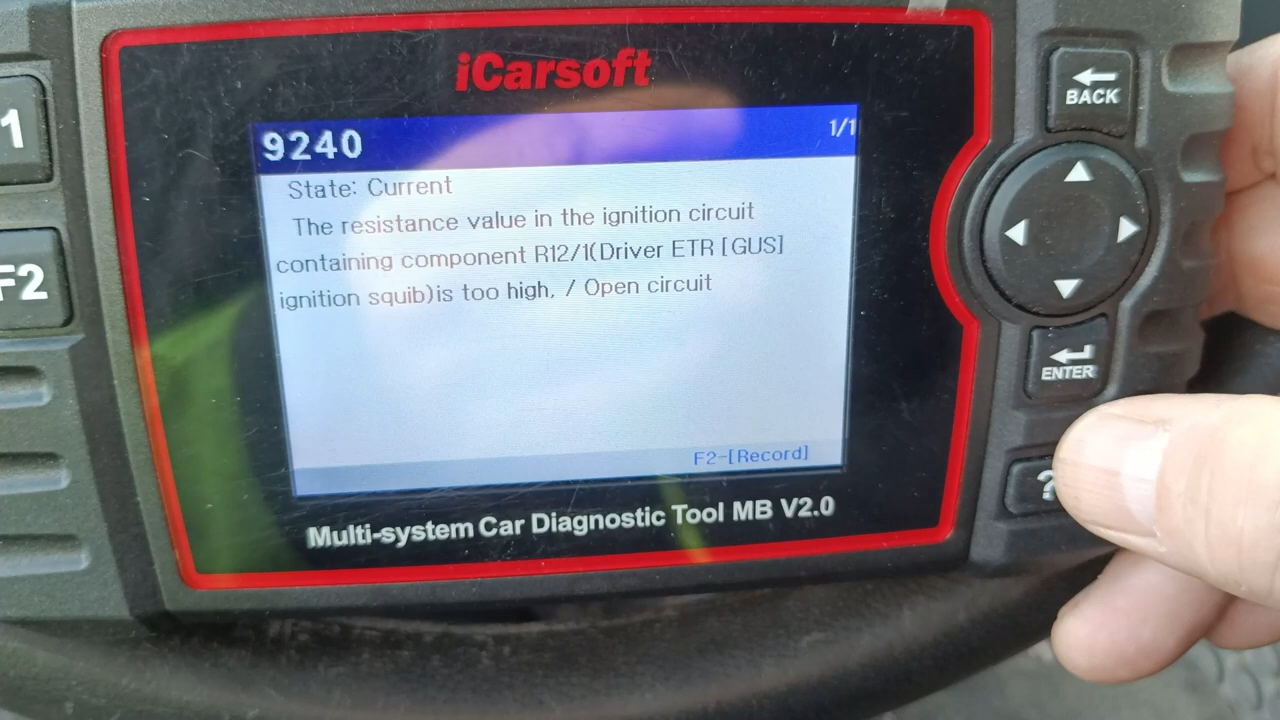 iCarsoft
9240
1/1
State: Current
The resistance value in the ignition circuit
containing component R12/1(Driver ETR [GUS]
ignition squib)is too high, / Open circuit
F2-[Record]
Multi-system Car Diagnostic Tool MB V2.0
1
F2
BACK
ENTER
?